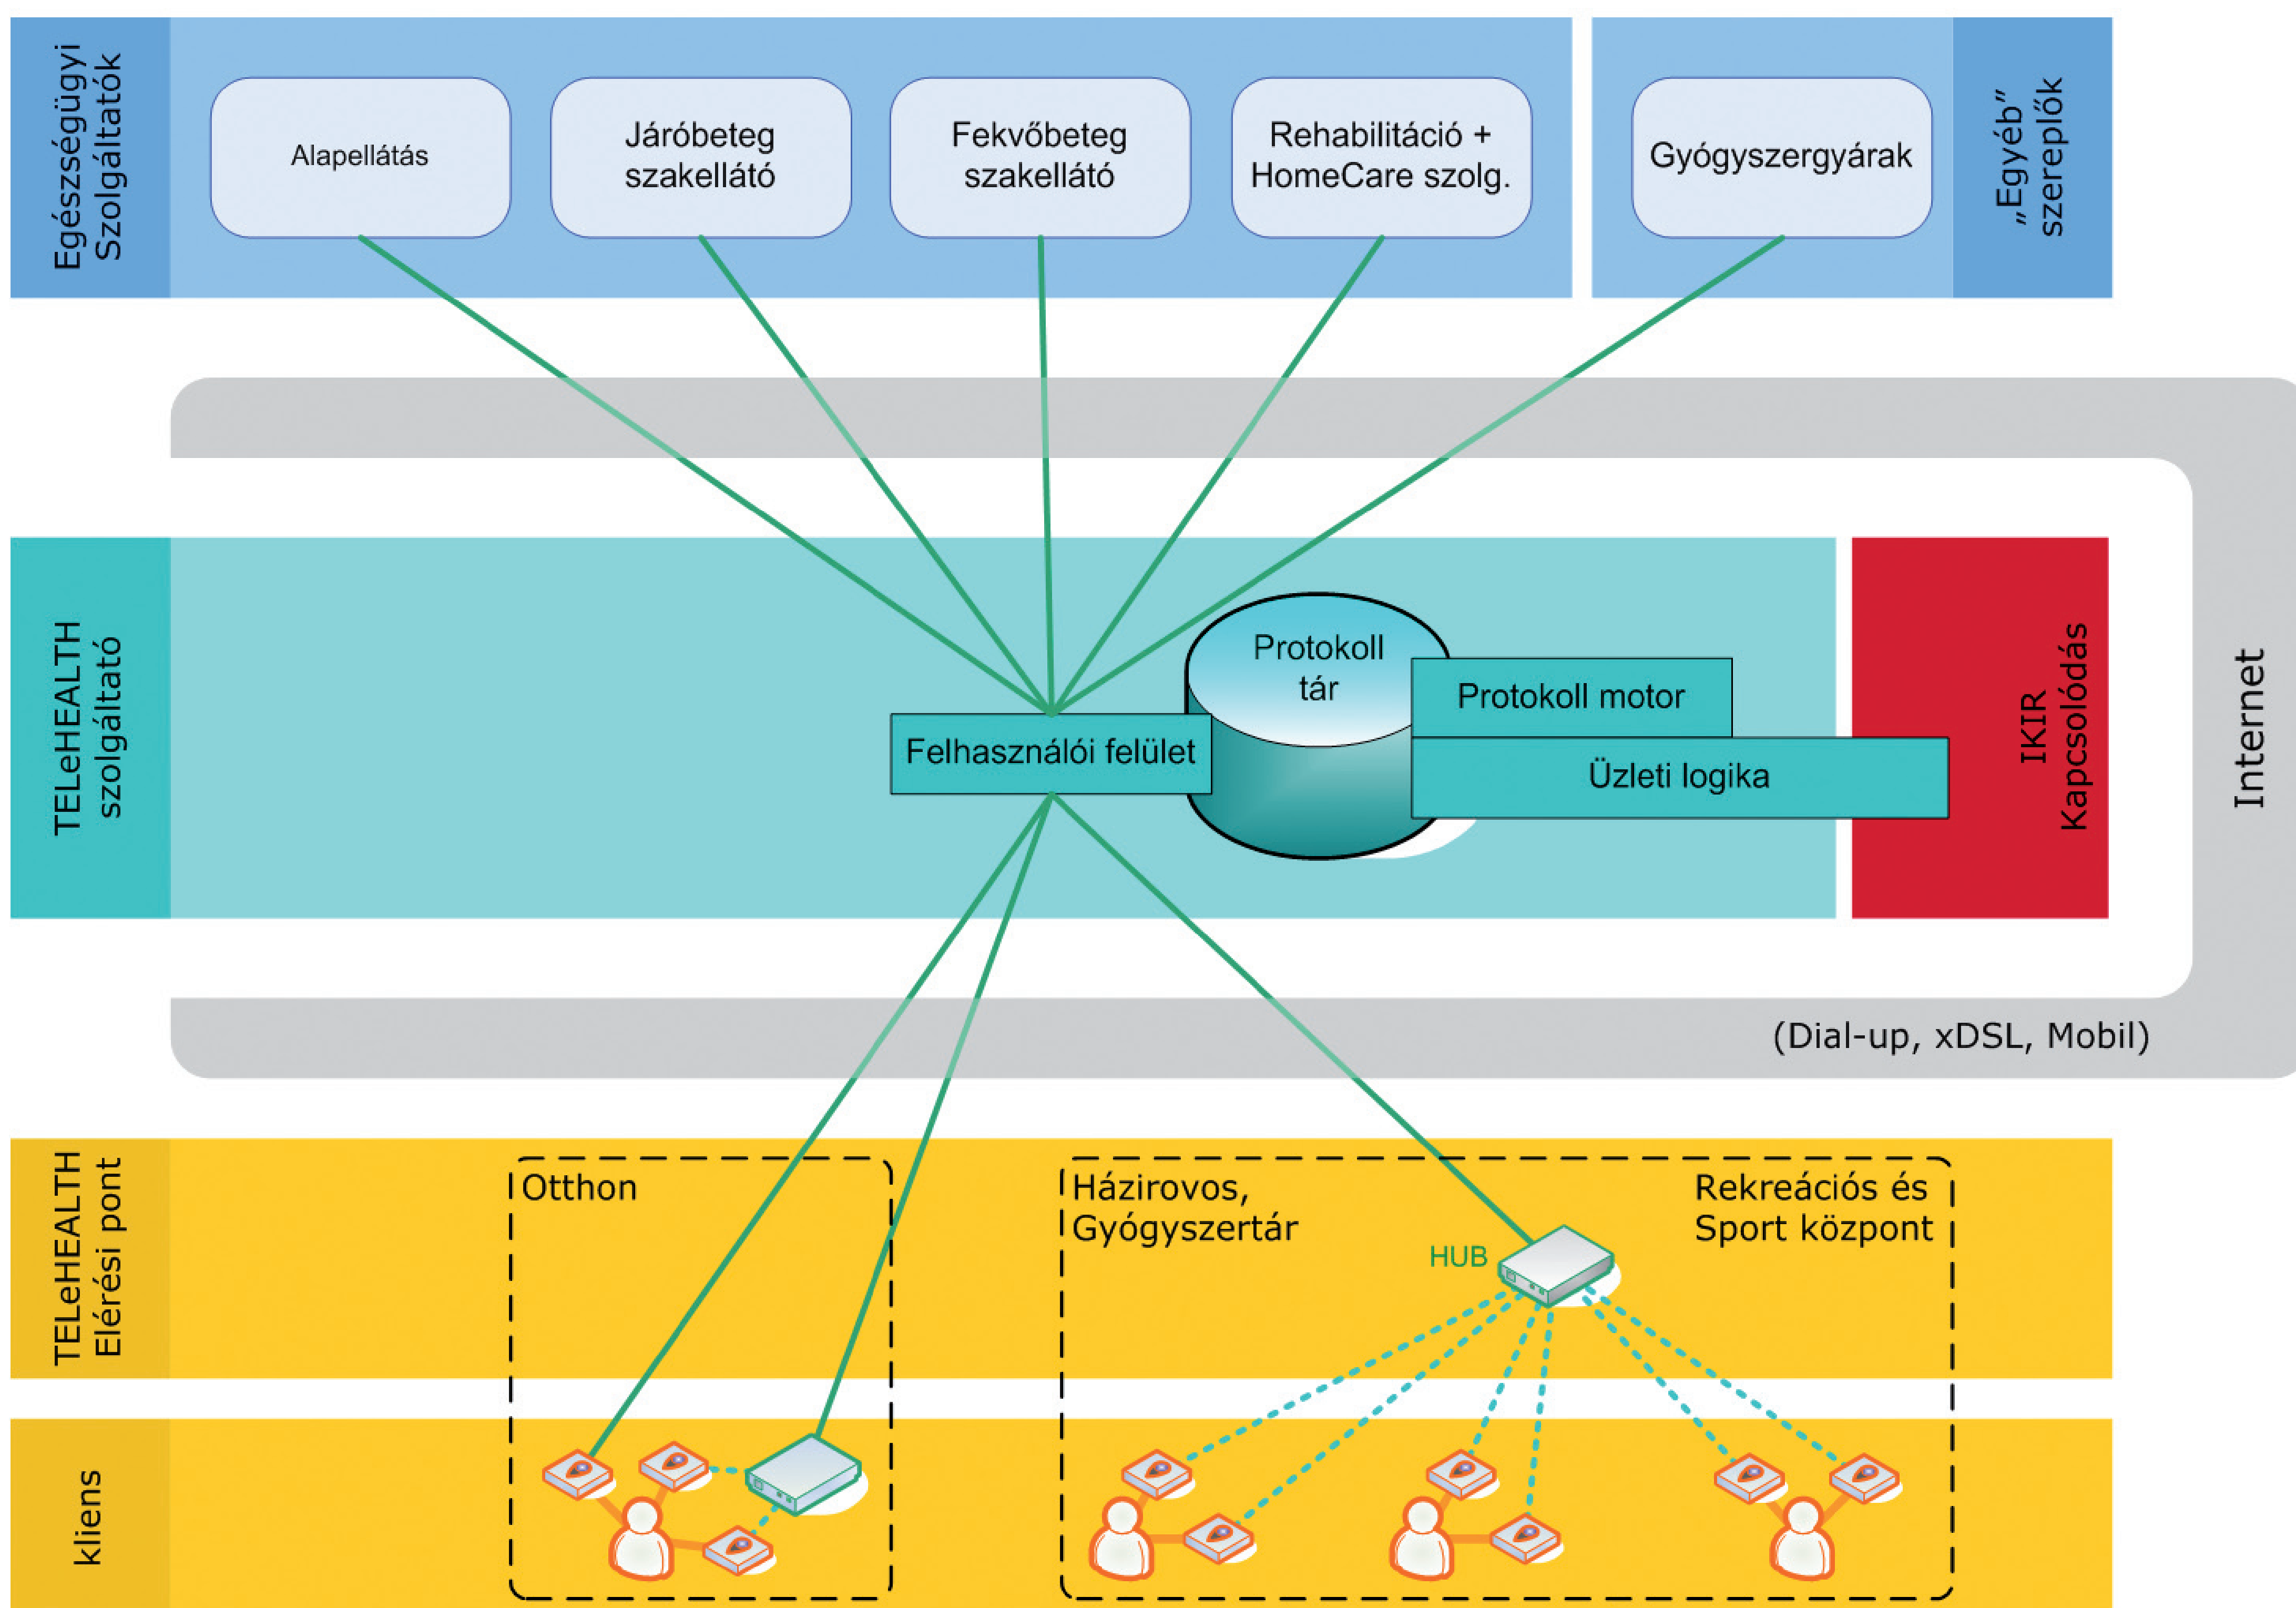 Egészségügyi
Szolgáltatók
Alapellátás
Járóbeteg
szakellátó
Fekvőbeteg
szakellátó
Rehabilitáció +
HomeCare szolg.
Gyógyszergyárak
„Egyéb”
szereplők
TELeHEALTH
szolgáltató
Felhasználói felület
Protokoll
tár
Protokoll motor
Üzleti logika
IKIR
Kapcsolódás
Internet
(Dial-up, xDSL, Mobil)
TELeHEALTH
Elérési pont
Otthon
Házirovos,
Gyógyszertár
Rekreációs és
Sport központ
HUB
kliens